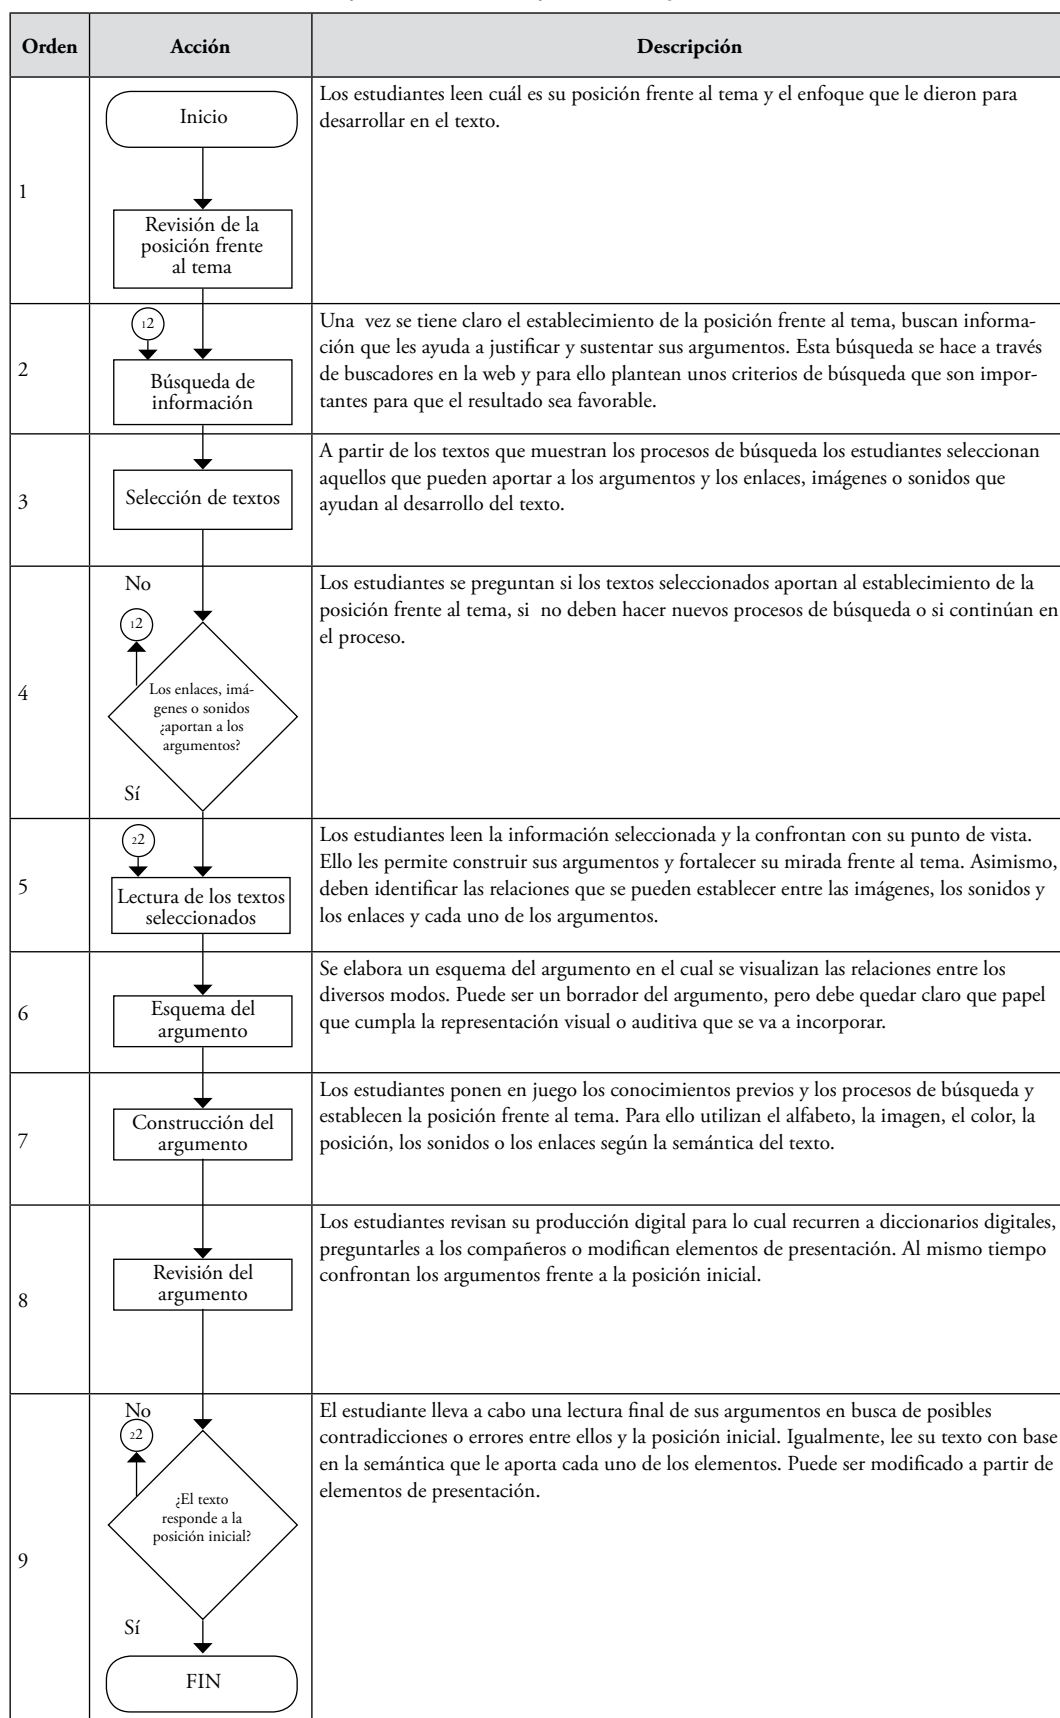 Orden Acción Descripción
1
Inicio
Revisión de la
posición frente
al tema
Los estudiantes leen cuál es su posición frente al tema y el enfoque que le dieron para
desarrollar en el texto.
2
12
Búsqueda de
información
Una vez se tiene claro el establecimiento de la posición frente al tema, buscan informa-
ción que les ayuda a justificar y sustentar sus argumentos. Esta búsqueda se hace a través
de buscadores en la web y para ello plantean unos criterios de búsqueda que son impor-
tantes para que el resultado sea favorable.
3
Selección de textos
A partir de los textos que muestran los procesos de búsqueda los estudiantes seleccionan
aquellos que pueden aportar a los argumentos y los enlaces, imágenes o sonidos que
ayudan al desarrollo del texto.
4
No
12
Los enlaces, imá-
genes o sonidos
¿aportan a los
argumentos?
Sí
Los estudiantes se preguntan si los textos seleccionados aportan al establecimiento de la
posición frente al tema, si no deben hacer nuevos procesos de búsqueda o si continúan en
el proceso.
5
22
Lectura de los textos
seleccionados
Los estudiantes leen la información seleccionada y la confrontan con su punto de vista.
Ello les permite construir sus argumentos y fortalecer su mirada frente al tema. Asimismo,
deben identificar las relaciones que se pueden establecer entre las imágenes, los sonidos y
los enlaces y cada uno de los argumentos.
6
Esquema del
argumento
Se elabora un esquema del argumento en el cual se visualizan las relaciones entre los
diversos modos. Puede ser un borrador del argumento, pero debe quedar claro que papel
que cumpla la representación visual o auditiva que se va a incorporar.
7
Construcción del
argumento
Los estudiantes ponen en juego los conocimientos previos y los procesos de búsqueda y
establecen la posición frente al tema. Para ello utilizan el alfabeto, la imagen, el color, la
posición, los sonidos o los enlaces según la semántica del texto.
8
Revisión del
argumento
Los estudiantes revisan su producción digital para lo cual recurren a diccionarios digitales,
preguntarles a los compañeros o modifican elementos de presentación. Al mismo tiempo
confrontan los argumentos frente a la posición inicial.
9
No
22
¿El texto
responde a la
posición inicial?
Sí
FIN
El estudiante lleva a cabo una lectura final de sus argumentos en busca de posibles
contradicciones o errores entre ellos y la posición inicial. Igualmente, lee su texto con base
en la semántica que le aporta cada uno de los elementos. Puede ser modificado a partir de
elementos de presentación.